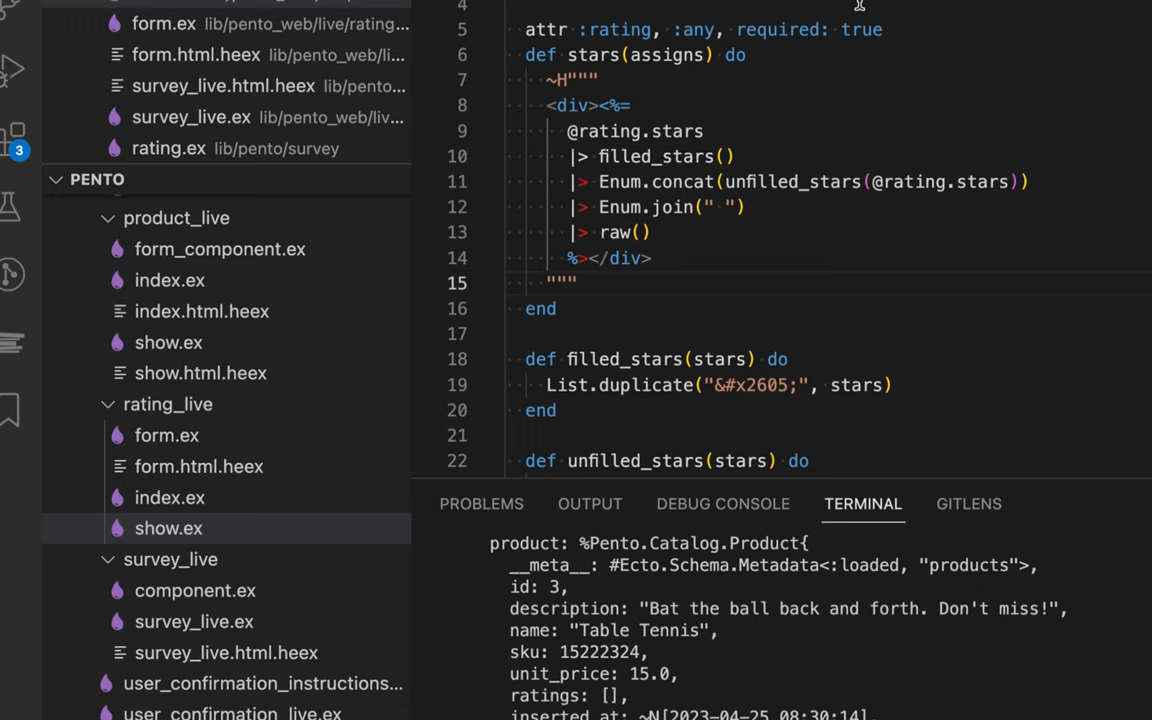 form.ex lib/pento_web/live/rating...
form.html.heex lib/pento_web/li...
survey_live.html.heex lib/pento...
survey_live.ex lib/pento_web/liv...
rating.ex lib/pento/survey
3
PENTO
product_live
form_component.ex
index.ex
index.html.heex
show.ex
show.html.heex
rating_live
form.ex
form.html.heex
index.ex
show.ex
survey_live
component.ex
survey_live.ex
survey_live.html.heex
user_confirmation_instructions...
user_confirmation_live.ex
4
5 attr :rating, :any, required: true
6 def stars(assigns) do
7 ~H"""
8 <div><%=
9 @rating.stars
10 |> filled_stars()
11 |> Enum.concat(unfilled_stars(@rating.stars))
12 |> Enum.join(" ")
13 |> raw()
14 %></div>
15 """
16 end
17
18 def filled_stars(stars) do
19 List.duplicate("&#x2605;", stars)
20 end
21
22 def unfilled_stars(stars) do
PROBLEMS OUTPUT DEBUG CONSOLE TERMINAL GITLENS
product: %Pento.Catalog.Product{
__meta__: #Ecto.Schema.Metadata<:loaded, "products">,
id: 3,
description: "Bat the ball back and forth. Don't miss!",
name: "Table Tennis",
sku: 15222324,
unit_price: 15.0,
ratings: [],
inserted_at: ~N[2023-04-25 08:30:14],